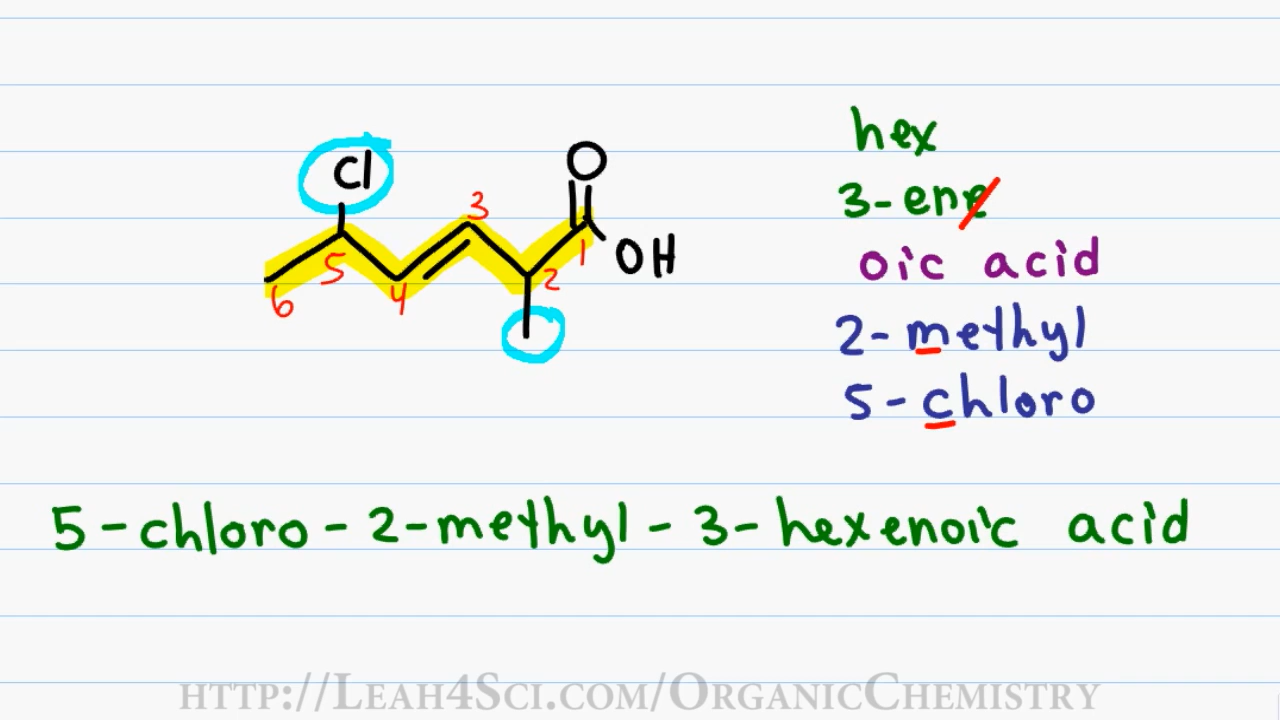 Cl
O
OH
6 5 4 3 2 1
hex
3-ene
oic acid
2-methyl
5-chloro
5-chloro-2-methyl-3-hexenoic acid
http://Leah4Sci.com/OrganicChemistry